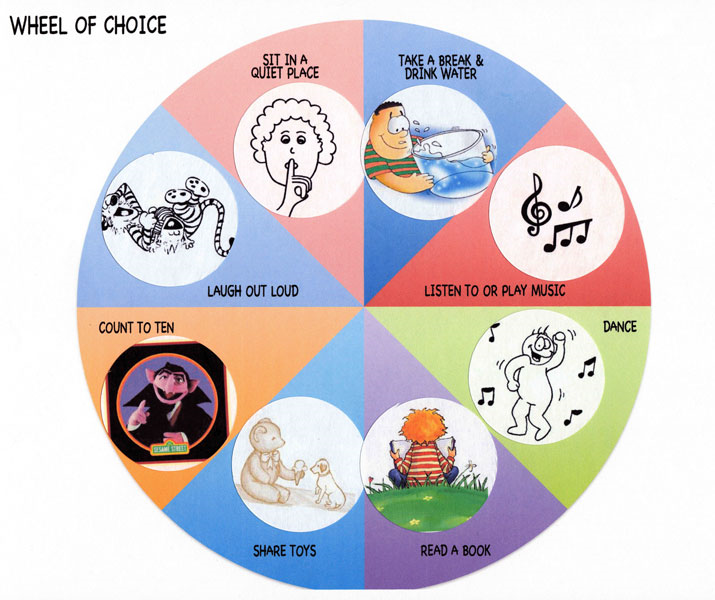 WHEEL OF CHOICE
SIT IN A
QUIET PLACE
TAKE A BREAK &
DRINK WATER
LISTEN TO OR PLAY MUSIC
DANCE
READ A BOOK
SHARE TOYS
COUNT TO TEN
SESAME STREET
LAUGH OUT LOUD